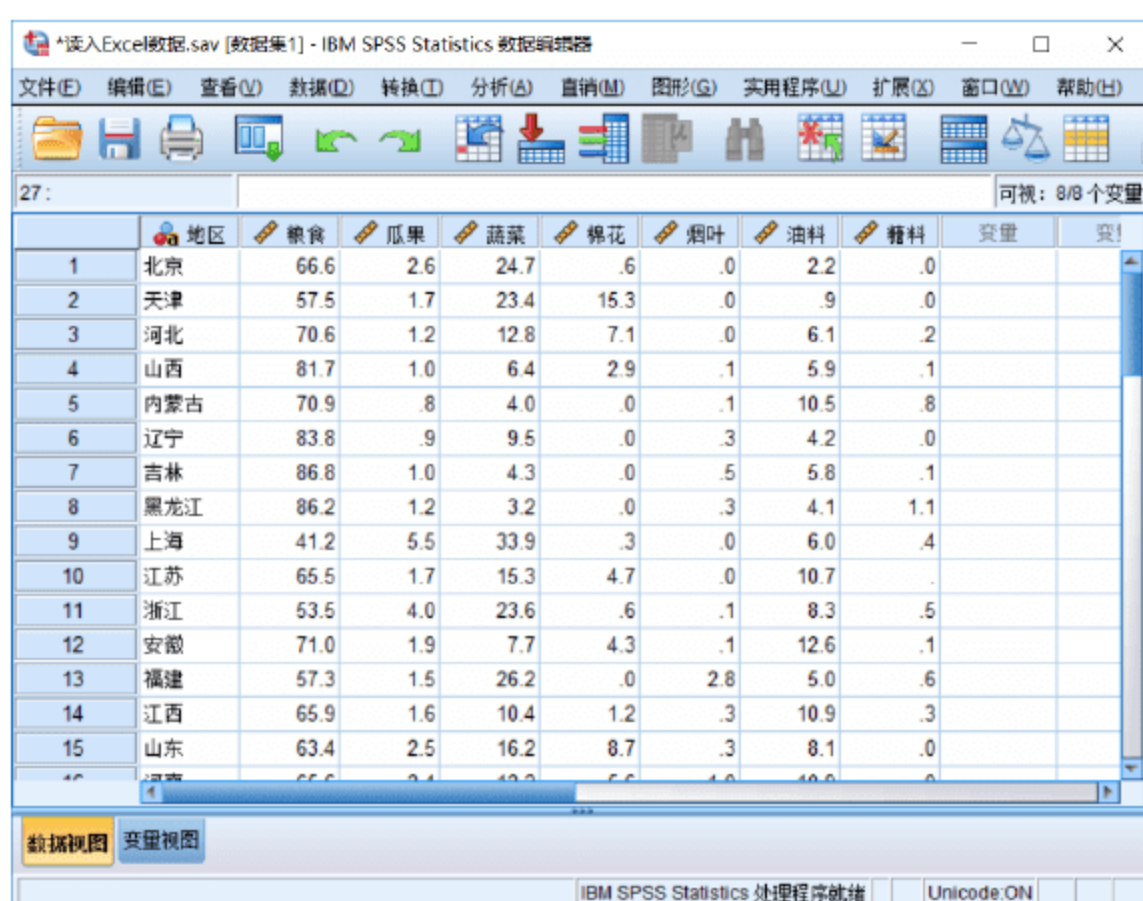 *读入Excel数据.sav [数据集1] - IBM SPSS Statistics 数据编辑器
文件(F) 编辑(E) 查看(V) 数据(D) 转换(T) 分析(A) 直销(M) 图形(G) 实用程序(U) 扩展(X) 窗口(W) 帮助(H)
27 : 可视: 8/8 个变量
地区 粮食 瓜果 蔬菜 棉花 烟叶 油料 糖料 变量
1 北京 66.6 2.6 24.7 .6 .0 2.2 .0
2 天津 57.5 1.7 23.4 15.3 .0 .9 .0
3 河北 70.6 1.2 12.8 7.1 .0 6.1 .2
4 山西 81.7 1.0 6.4 2.9 .1 5.9 .1
5 内蒙古 70.9 .8 4.0 .0 .1 10.5 .8
6 辽宁 83.8 .9 9.5 .0 .3 4.2 .0
7 吉林 86.8 1.0 4.3 .0 .5 5.8 .1
8 黑龙江 86.2 1.2 3.2 .0 .3 4.1 1.1
9 上海 41.2 5.5 33.9 .3 .0 6.0 .4
10 江苏 65.5 1.7 15.3 4.7 .0 10.7 .
11 浙江 53.5 4.0 23.6 .6 .1 8.3 .5
12 安徽 71.0 1.9 7.7 4.3 .1 12.6 .1
13 福建 57.3 1.5 26.2 .0 2.8 5.0 .6
14 江西 65.9 1.6 10.4 1.2 .3 10.9 .3
15 山东 63.4 2.5 16.2 8.7 .3 8.1 .0
数据视图 变量视图
IBM SPSS Statistics 处理程序就绪 Unicode:ON